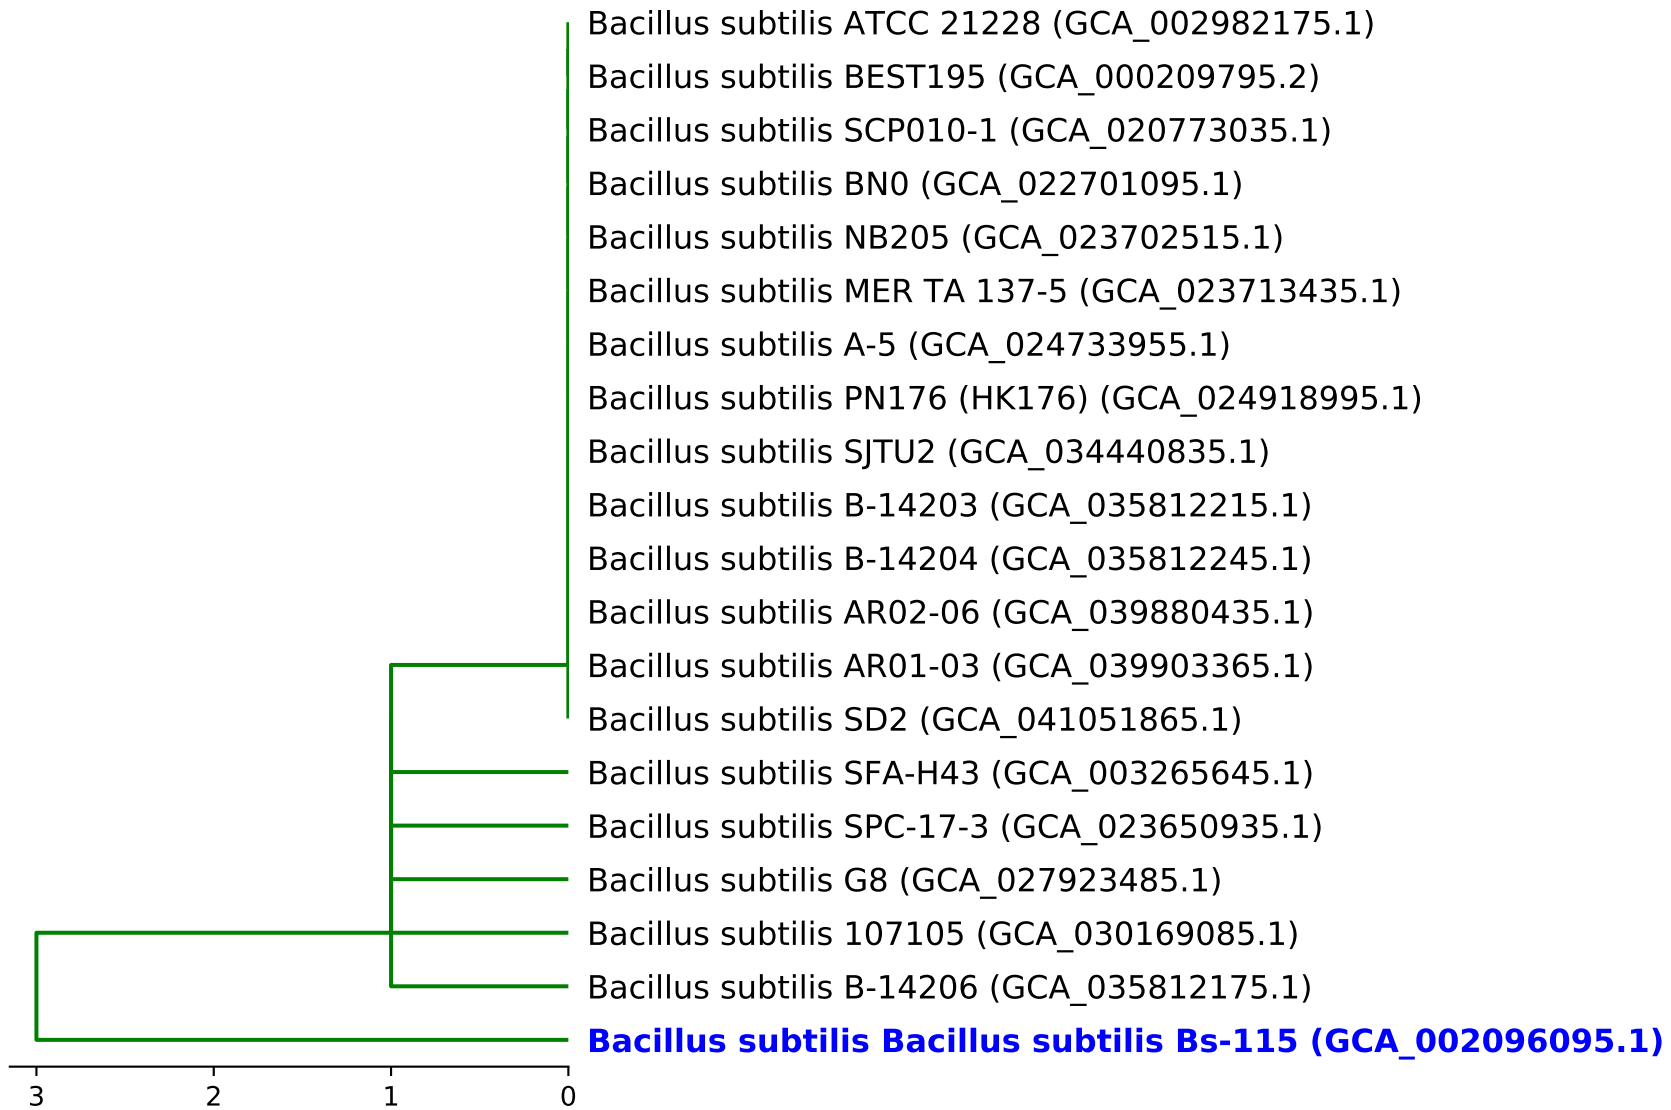 Bacillus subtilis ATCC 21228 (GCA_002982175.1)
Bacillus subtilis BEST195 (GCA_000209795.2)
Bacillus subtilis SCP010-1 (GCA_020773035.1)
Bacillus subtilis BN0 (GCA_022701095.1)
Bacillus subtilis NB205 (GCA_023702515.1)
Bacillus subtilis MER TA 137-5 (GCA_023713435.1)
Bacillus subtilis A-5 (GCA_024733955.1)
Bacillus subtilis PN176 (HK176) (GCA_024918995.1)
Bacillus subtilis SJTU2 (GCA_034440835.1)
Bacillus subtilis B-14203 (GCA_035812215.1)
Bacillus subtilis B-14204 (GCA_035812245.1)
Bacillus subtilis AR02-06 (GCA_039880435.1)
Bacillus subtilis AR01-03 (GCA_039903365.1)
Bacillus subtilis SD2 (GCA_041051865.1)
Bacillus subtilis SFA-H43 (GCA_003265645.1)
Bacillus subtilis SPC-17-3 (GCA_023650935.1)
Bacillus subtilis G8 (GCA_027923485.1)
Bacillus subtilis 107105 (GCA_030169085.1)
Bacillus subtilis B-14206 (GCA_035812175.1)
Bacillus subtilis Bacillus subtilis Bs-115 (GCA_002096095.1)
3 2 1 0